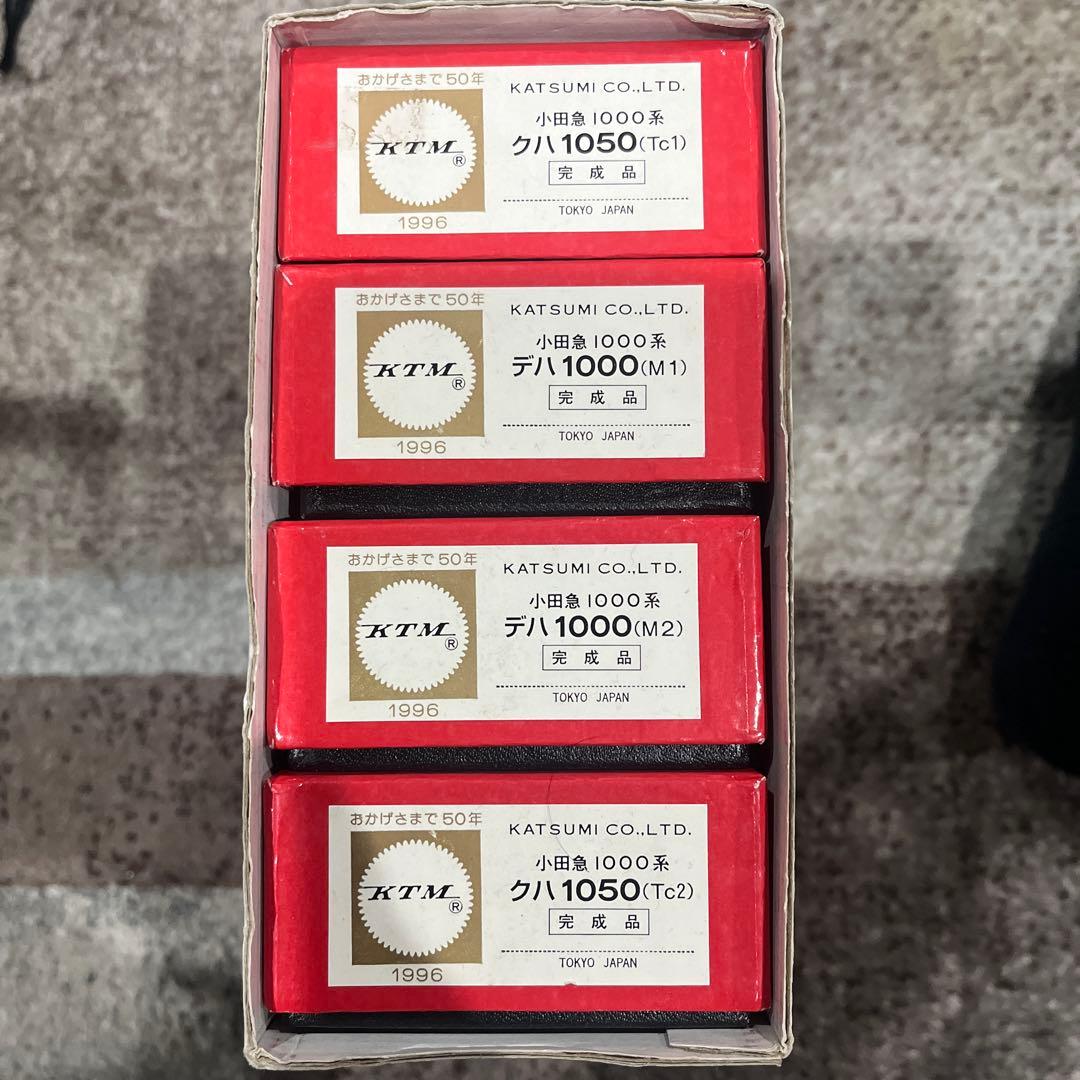 おかげさまで50年
KTM®
1996
KATSUMI CO.,LTD.
小田急1000系
クハ1050(Tc1)
完成品
TOKYO JAPAN
おかげさまで50年
KTM®
1996
KATSUMI CO.,LTD.
小田急1000系
デハ1000(M1)
完成品
TOKYO JAPAN
おかげさまで50年
KTM®
1996
KATSUMI CO.,LTD.
小田急1000系
デハ1000(M2)
完成品
TOKYO JAPAN
おかげさまで50年
KTM®
1996
KATSUMI CO.,LTD.
小田急1000系
クハ1050(Tc2)
完成品
TOKYO JAPAN